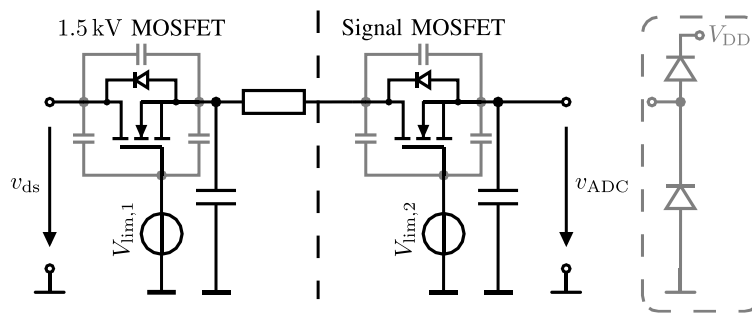 1.5 kV MOSFET
Signal MOSFET
V_DD
v_ds
V_lim,1
V_lim,2
v_ADC